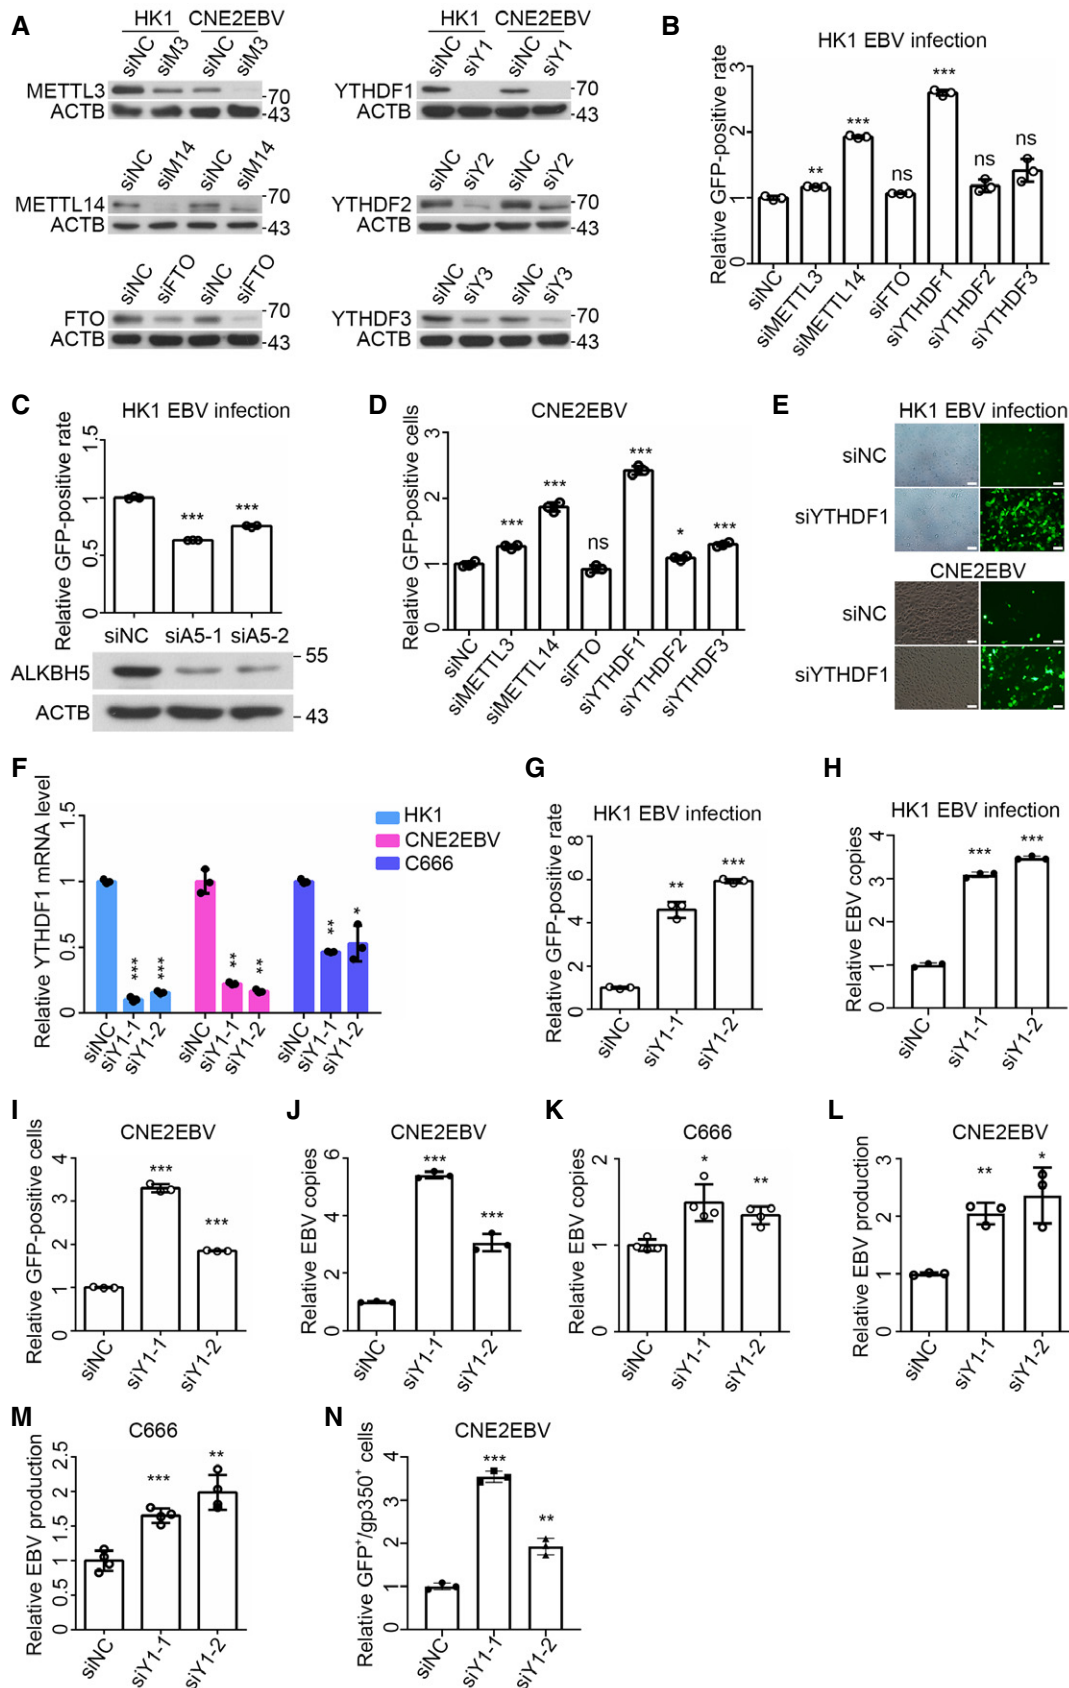 A
HK1 CNE2EBV
siNC siM3 siNC siM3
METTL3 -70
ACTB -43
siNC siM14 siNC siM14
METTL14 -70
ACTB -43
siNC siFTO siNC siFTO
FTO -70
ACTB -43
HK1 CNE2EBV
siNC siY1 siNC siY1
YTHDF1 -70
ACTB -43
siNC siY2 siNC siY2
YTHDF2 -70
ACTB -43
siNC siY3 siNC siY3
YTHDF3 -70
ACTB -43
B
HK1 EBV infection
Relative GFP-positive rate
0 1 2 3
** *** ns *** ns ns
siNC siMETTL3 siMETTL14 siFTO siYTHDF1 siYTHDF2 siYTHDF3
C
HK1 EBV infection
Relative GFP-positive rate
0 0.5 1 1.5
*** ***
siNC siA5-1 siA5-2
ALKBH5 - 55
ACTB - 43
D
CNE2EBV
Relative GFP-positive cells
0 1 2 3
*** *** ns *** * ***
siNC siMETTL3 siMETTL14 siFTO siYTHDF1 siYTHDF2 siYTHDF3
E
HK1 EBV infection
siNC
siYTHDF1
CNE2EBV
siNC
siYTHDF1
F
Relative YTHDF1 mRNA level
0 0.5 1 1.5
*** *** ** ** ** *
siNC siY1-1 siY1-2 siNC siY1-1 siY1-2 siNC siY1-1 siY1-2
HK1
CNE2EBV
C666
G
HK1 EBV infection
Relative GFP-positive rate
0 2 4 6 8
** ***
siNC siY1-1 siY1-2
H
HK1 EBV infection
Relative EBV copies
0 1 2 3 4
*** ***
siNC siY1-1 siY1-2
I
CNE2EBV
Relative GFP-positive cells
0 1 2 3 4
*** ***
siNC siY1-1 siY1-2
J
CNE2EBV
Relative EBV copies
0 2 4 6
*** ***
siNC siY1-1 siY1-2
K
C666
Relative EBV copies
0 1 2
* **
siNC siY1-1 siY1-2
L
CNE2EBV
Relative EBV production
0 1 2 3
** *
siNC siY1-1 siY1-2
M
C666
Relative EBV production
0 0.5 1 1.5 2 2.5
*** **
siNC siY1-1 siY1-2
N
CNE2EBV
Relative GFP⁺/gp350⁺ cells
0 1 2 3 4
*** **
siNC siY1-1 siY1-2